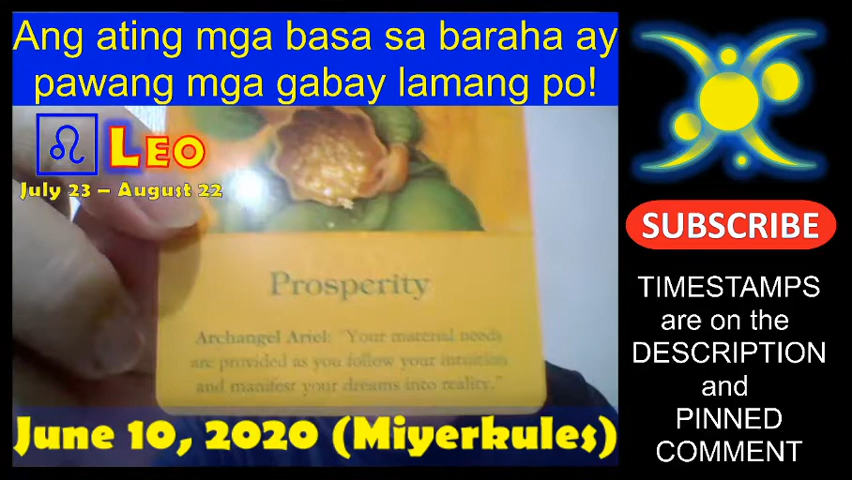 Ang ating mga basa sa baraha ay
pawang mga gabay lamang po!
♌ Leo
July 23 – August 22
Prosperity
Archangel Ariel: "Your material needs
are provided as you follow your intuition
and manifest your dreams into reality."
June 10, 2020 (Miyerkules)
SUBSCRIBE
TIMESTAMPS
are on the
DESCRIPTION
and
PINNED
COMMENT